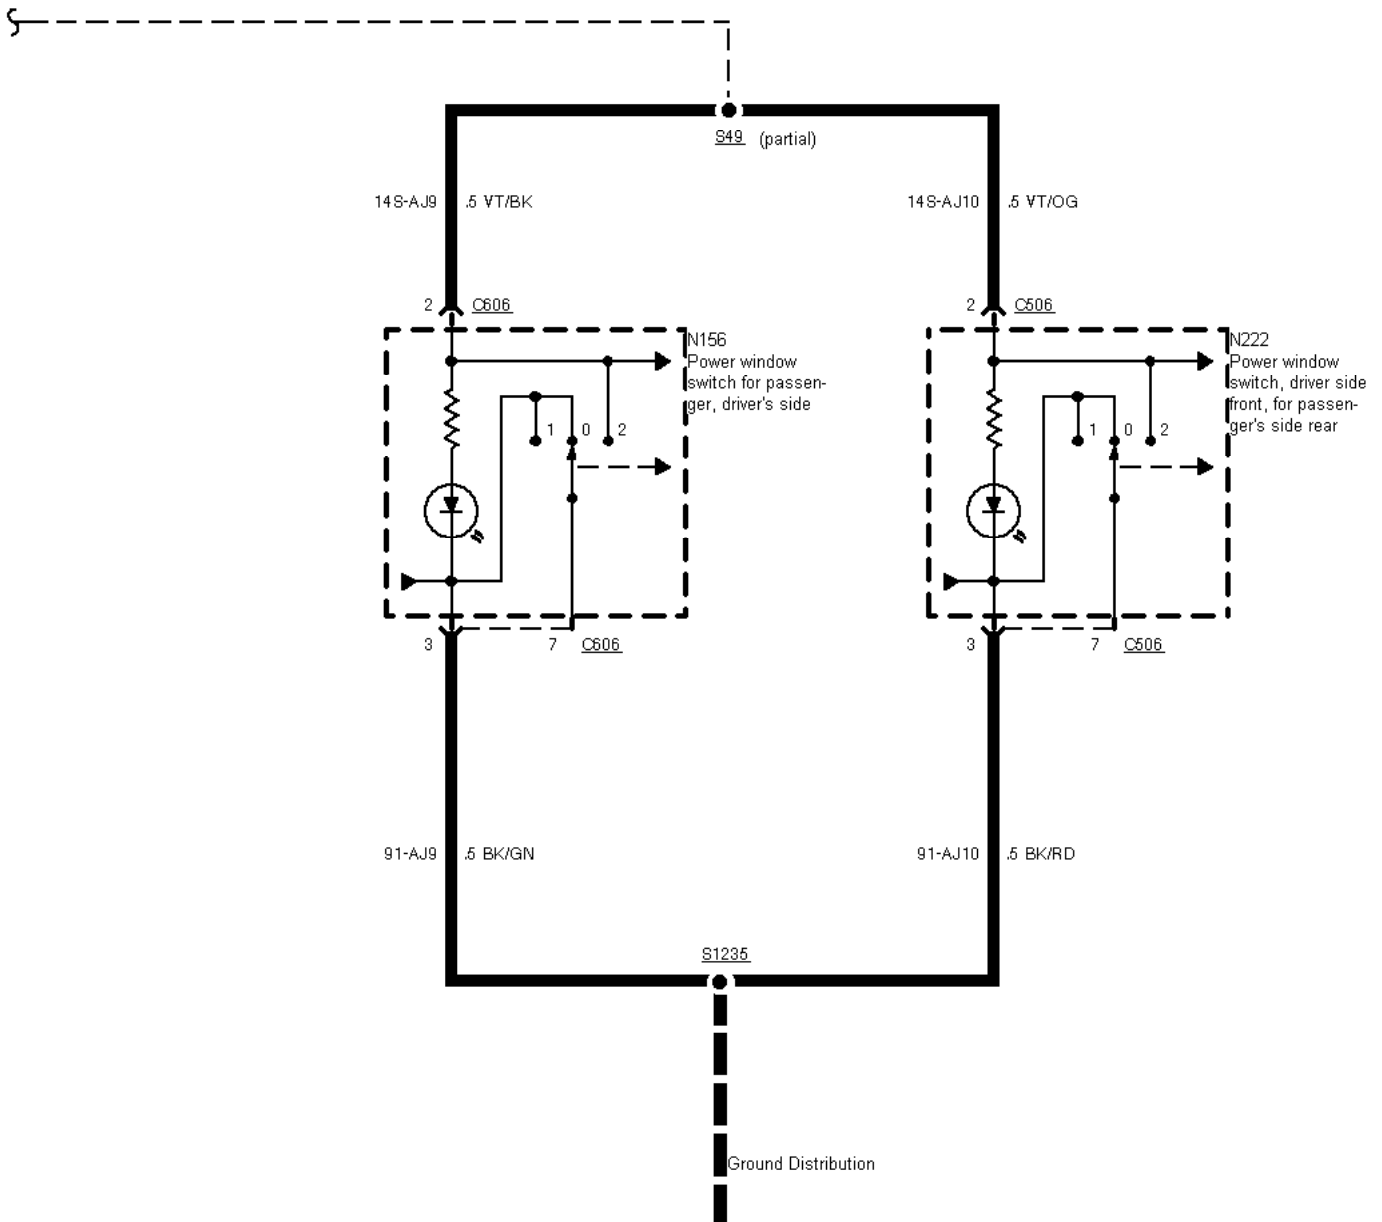 S49 (partial)
14S-AJ9 .5 VT/BK
14S-AJ10 .5 VT/OG
2 C606
2 C506
N156
Power window
switch for passen-
ger, driver's side
N222
Power window
switch, driver side
front, for passen-
ger's side rear
1 0 2
1 0 2
3 7 C606
3 7 C506
91-AJ9 .5 BK/GN
91-AJ10 .5 BK/RD
S1235
Ground Distribution